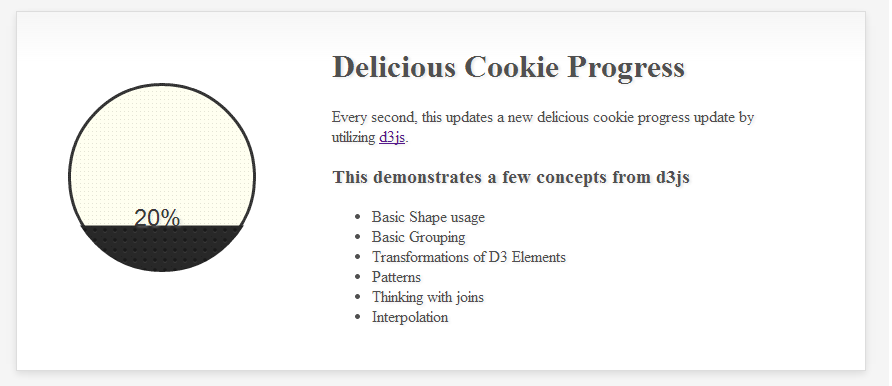 Delicious Cookie Progress
Every second, this updates a new delicious cookie progress update by
utilizing d3js.
This demonstrates a few concepts from d3js
20%
Basic Shape usage
Basic Grouping
Transformations of D3 Elements
Patterns
Thinking with joins
Interpolation